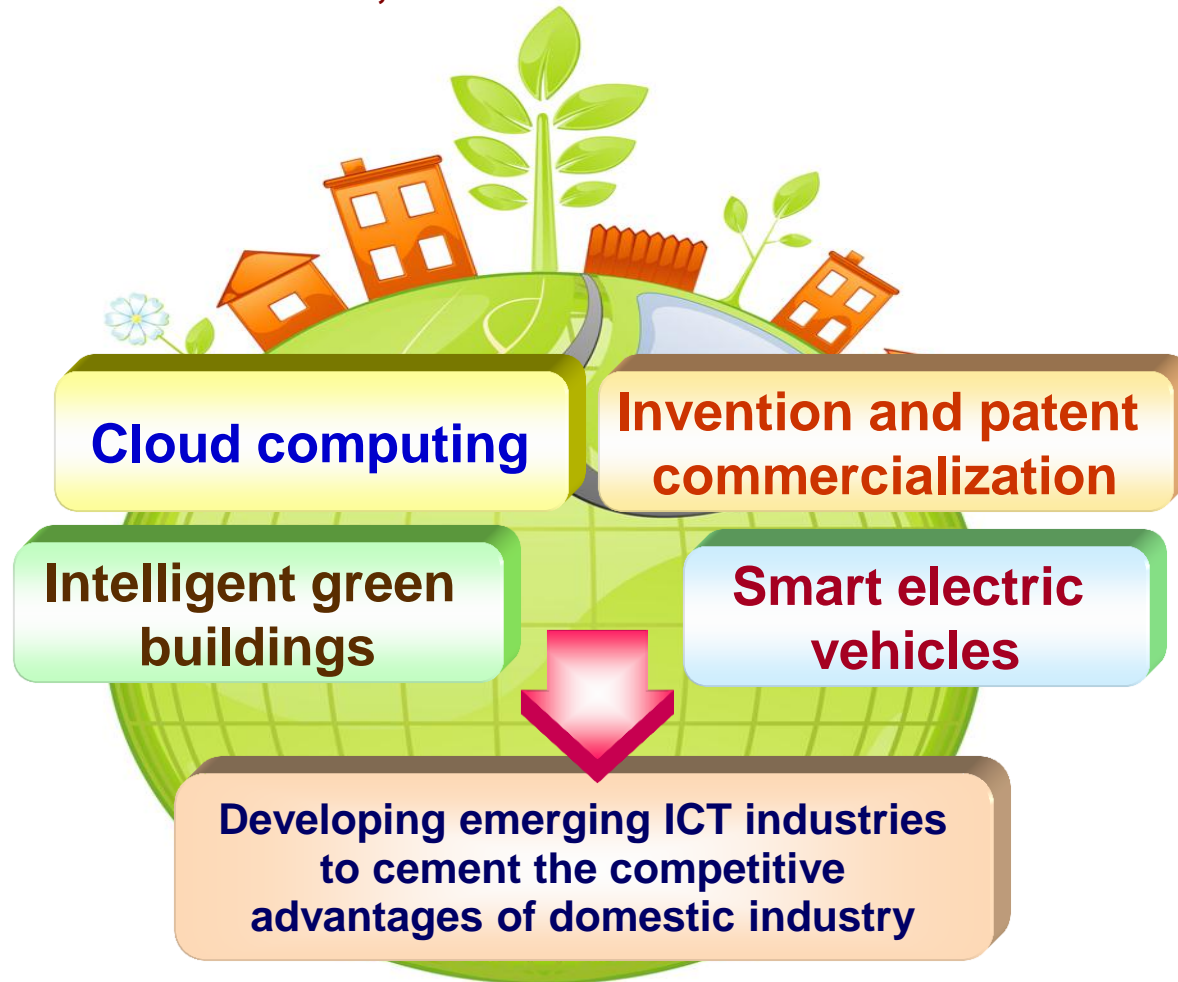 Cloud computing
Invention and patent
commercialization
Intelligent green
buildings
Smart electric
vehicles
Developing emerging ICT industries
to cement the competitive
advantages of domestic industry